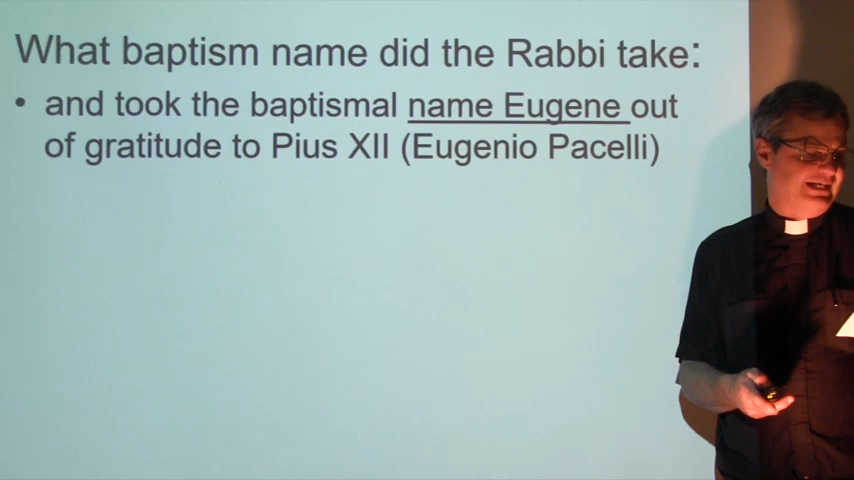 What baptism name did the Rabbi take:
• and took the baptismal name Eugene out
of gratitude to Pius XII (Eugenio Pacelli)